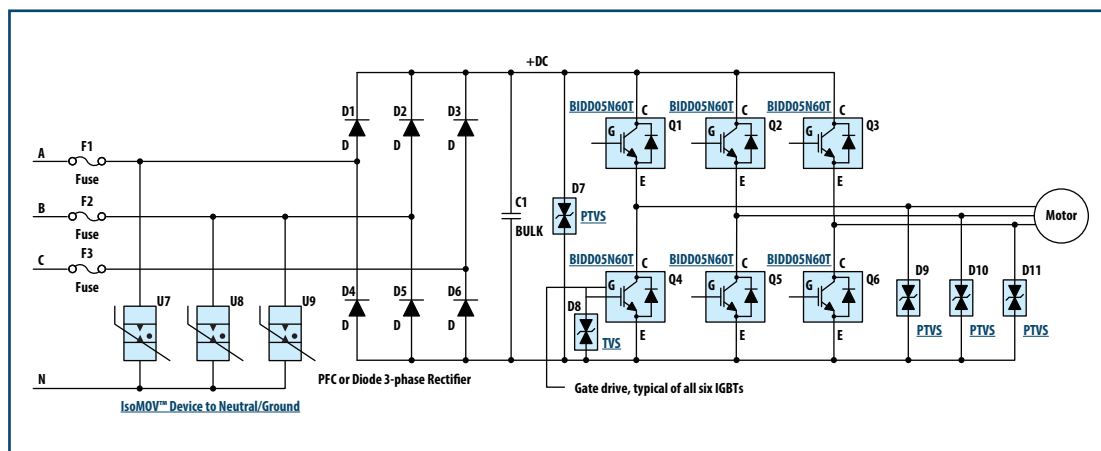 +DC
D1
D2
D3
D
D
D
BIDD05N60T
BIDD05N60T
BIDD05N60T
C
C
C
G
G
G
Q1
Q2
Q3
E
E
E
A
F1
Fuse
B
F2
Fuse
C
F3
Fuse
C1
BULK
D7
PTVS
Motor
BIDD05N60T
BIDD05N60T
BIDD05N60T
C
C
C
G
G
G
Q4
Q5
Q6
E
E
E
D4
D5
D6
D
D
D
U7
U8
U9
D8
TVS
D9
D10
D11
PTVS
PTVS
PTVS
N
PFC or Diode 3-phase Rectifier
Gate drive, typical of all six IGBTs
IsoMOV™ Device to Neutral/Ground